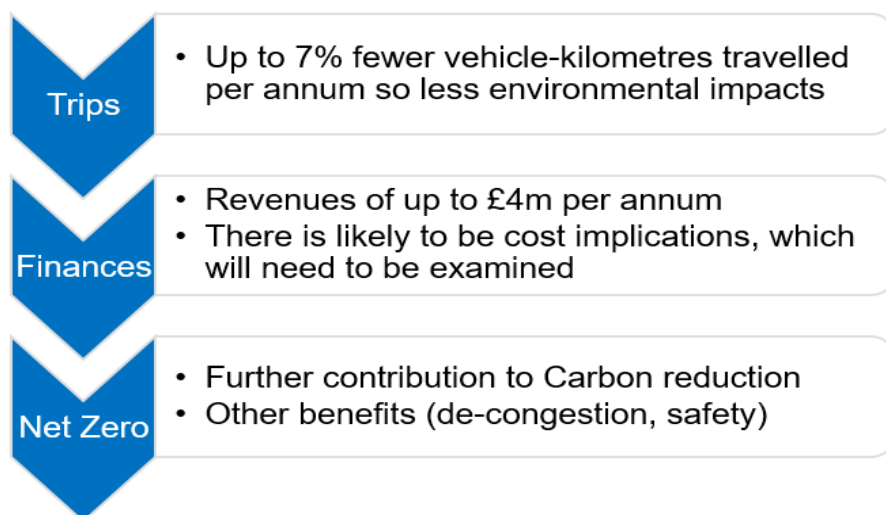 Trips
• Up to 7% fewer vehicle-kilometres travelled
per annum so less environmental impacts
Finances
• Revenues of up to £4m per annum
• There is likely to be cost implications, which
will need to be examined
Net Zero
• Further contribution to Carbon reduction
• Other benefits (de-congestion, safety)